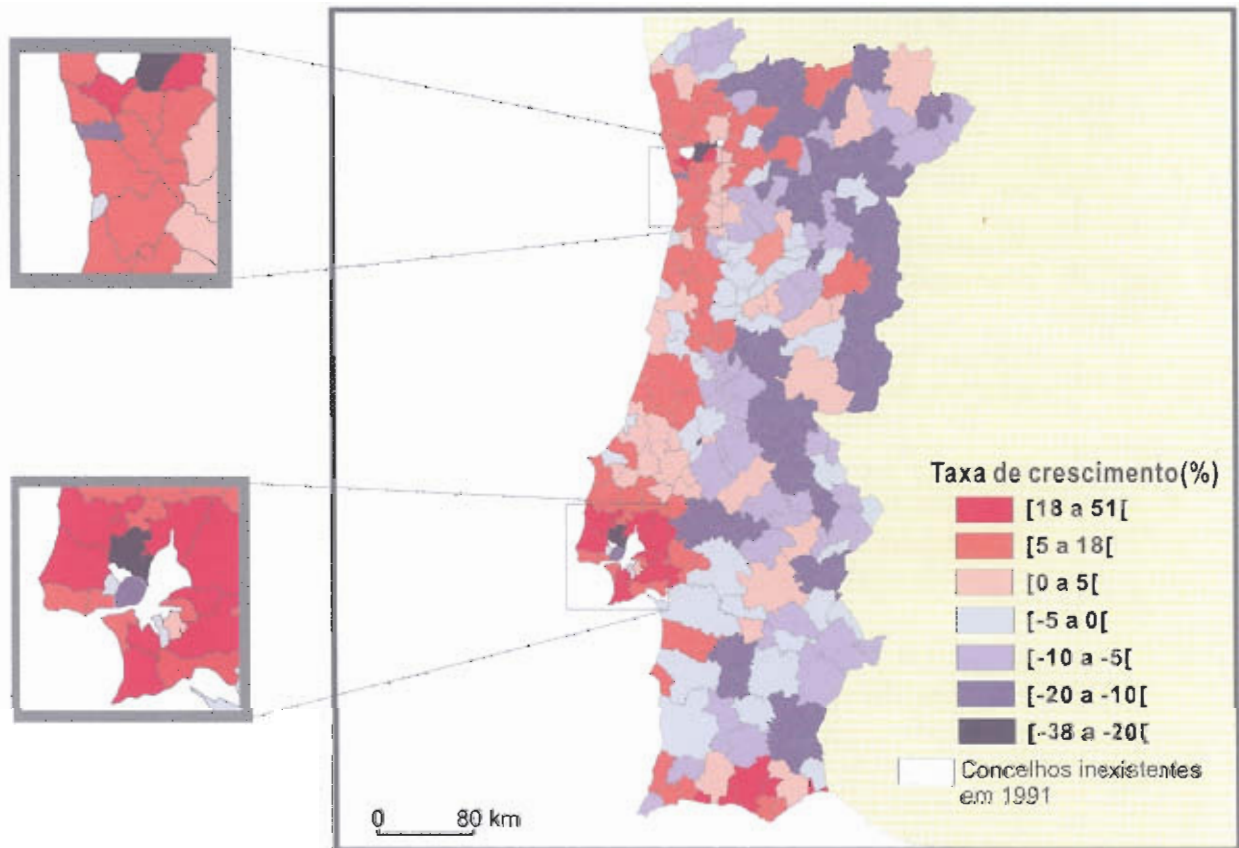 Taxa de crescimento(%)
[18 a 51[
[5 a 18[
[0 a 5[
[-5 a 0[
[-10 a -5[
[-20 a -10[
[-38 a -20[
Concelhos inexistentes
em 1991
0 80 km